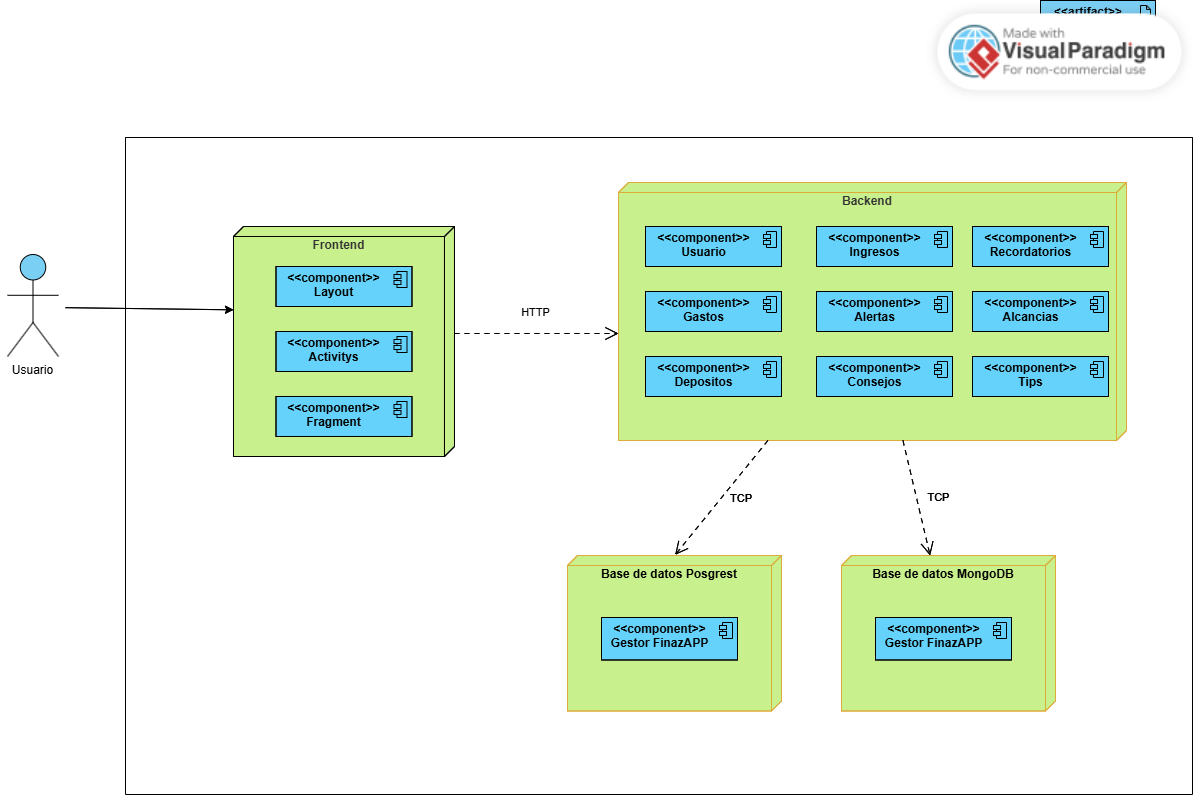 <<artifact>>
Made with
VisualParadigm
For non-commercial use
Usuario
Frontend
<<component>>
Layout
<<component>>
Activitys
<<component>>
Fragment
HTTP
Backend
<<component>>
Usuario
<<component>>
Ingresos
<<component>>
Recordatorios
<<component>>
Gastos
<<component>>
Alertas
<<component>>
Alcancias
<<component>>
Depositos
<<component>>
Consejos
<<component>>
Tips
TCP
TCP
Base de datos Posgrest
<<component>>
Gestor FinazAPP
Base de datos MongoDB
<<component>>
Gestor FinazAPP